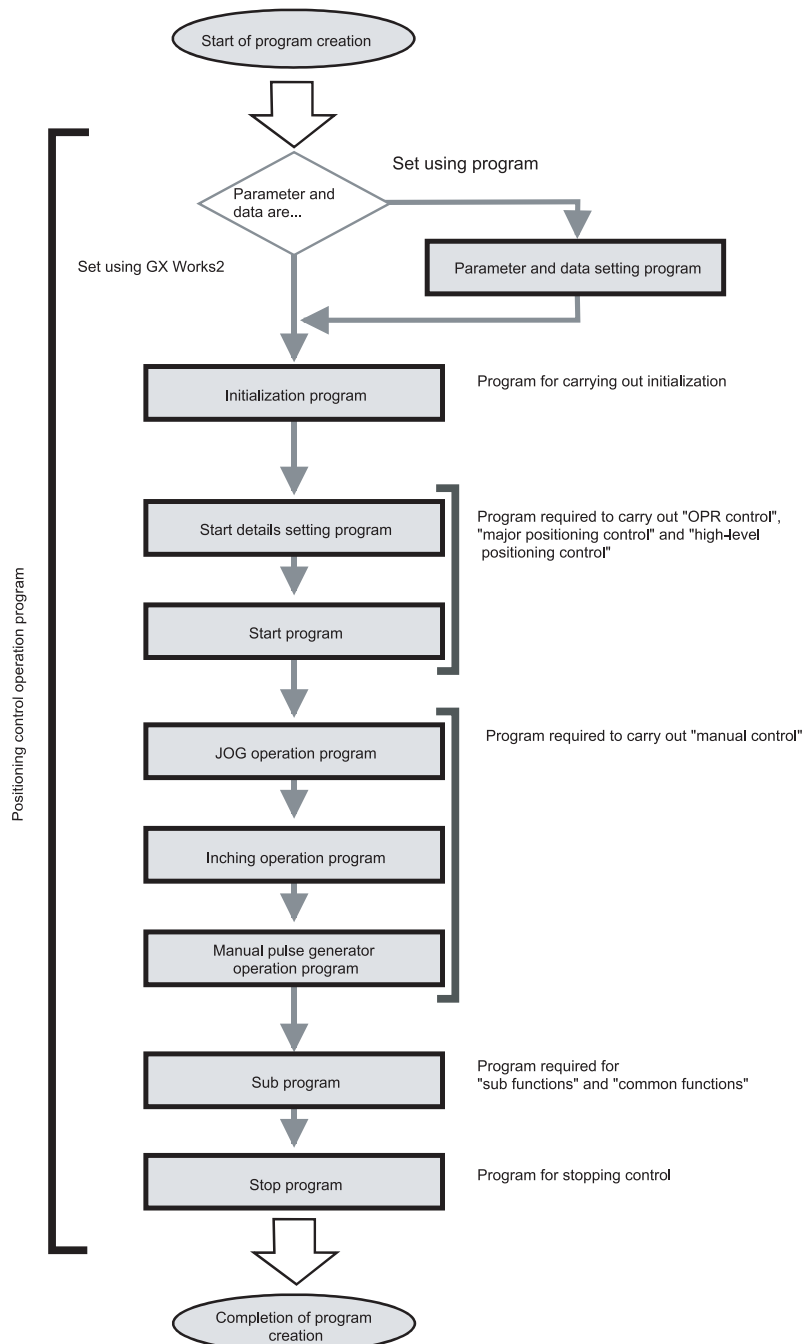 Start of program creation
Set using program
Parameter and
data are...
Set using GX Works2
Parameter and data setting program
Initialization program
Program for carrying out initialization
Start details setting program
Program required to carry out "OPR control",
"major positioning control" and "high-level
positioning control"
Start program
Positioning control operation program
JOG operation program
Program required to carry out "manual control"
Inching operation program
Manual pulse generator
operation program
Sub program
Program required for
"sub functions" and "common functions"
Stop program
Program for stopping control
Completion of program
creation